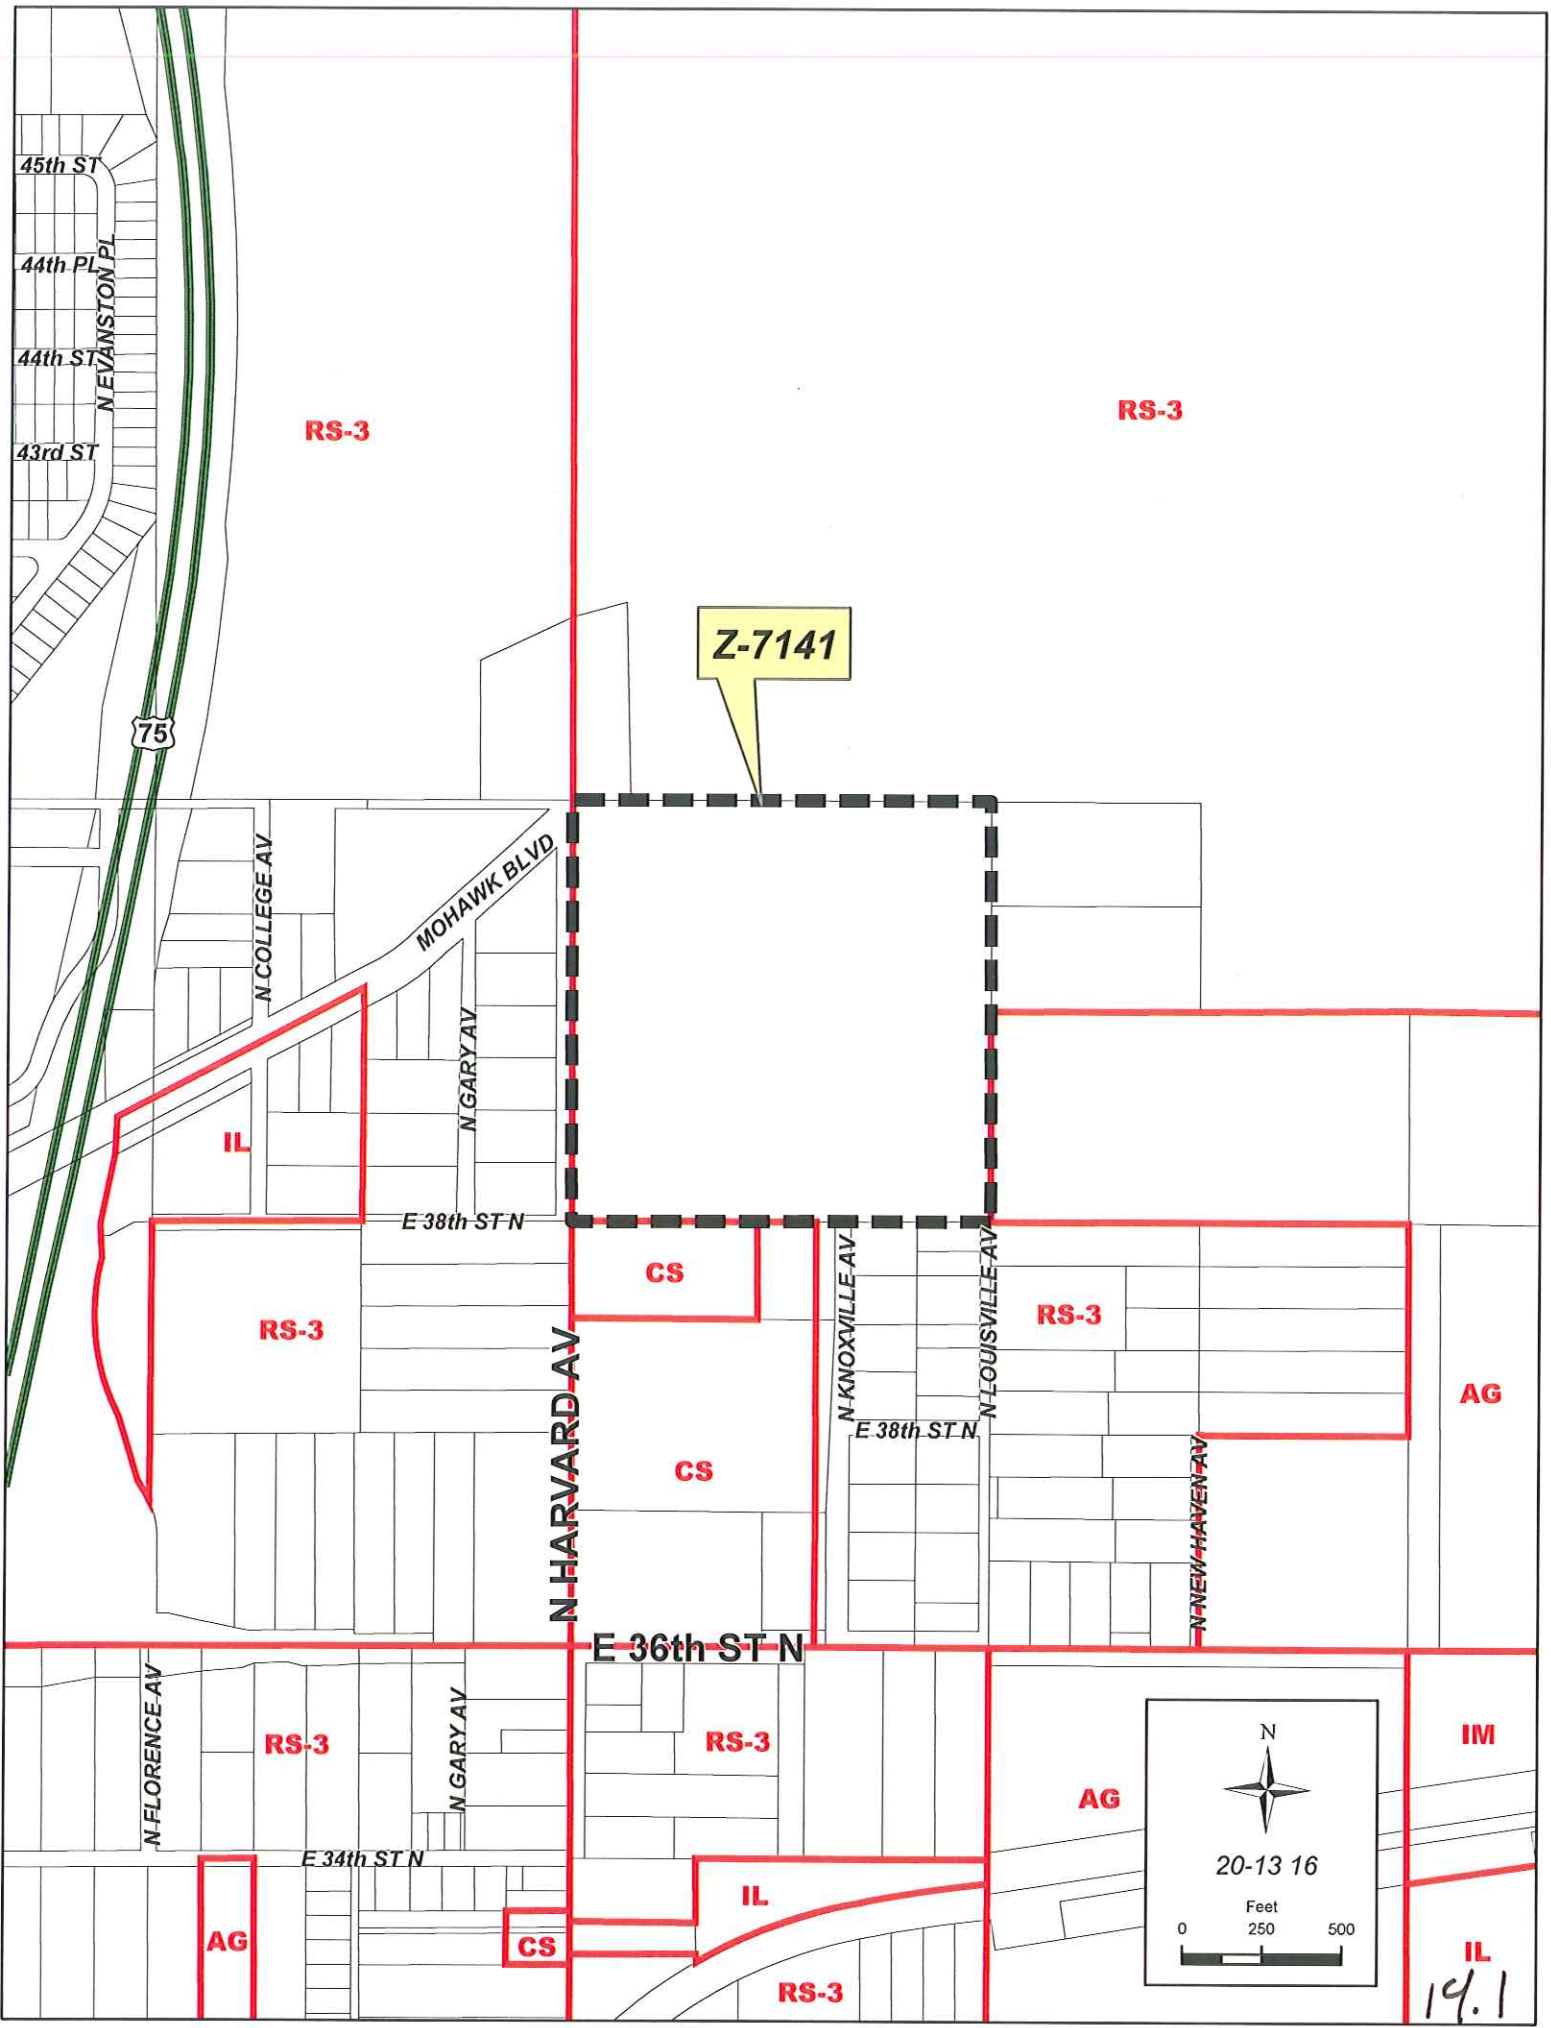 45th ST
44th PL
N EVANSTON PL
44th ST
43rd ST
RS-3
RS-3
Z-7141
75
N COLLEGE AV
MOHAWK BLVD
N GARY AV
IL
E 38th ST N
CS
RS-3
N HARVARD AV
CS
N KNOXVILLE AV
N LOUISVILLE AV
RS-3
E 38th ST N
AG
N NEW HAVEN AV
E 36th ST N
N FLORENCE AV
RS-3
N GARY AV
RS-3
AG
IM
E 34th ST N
AG
CS
IL
RS-3
N
20-13 16
Feet
0 250 500
IL
14.1